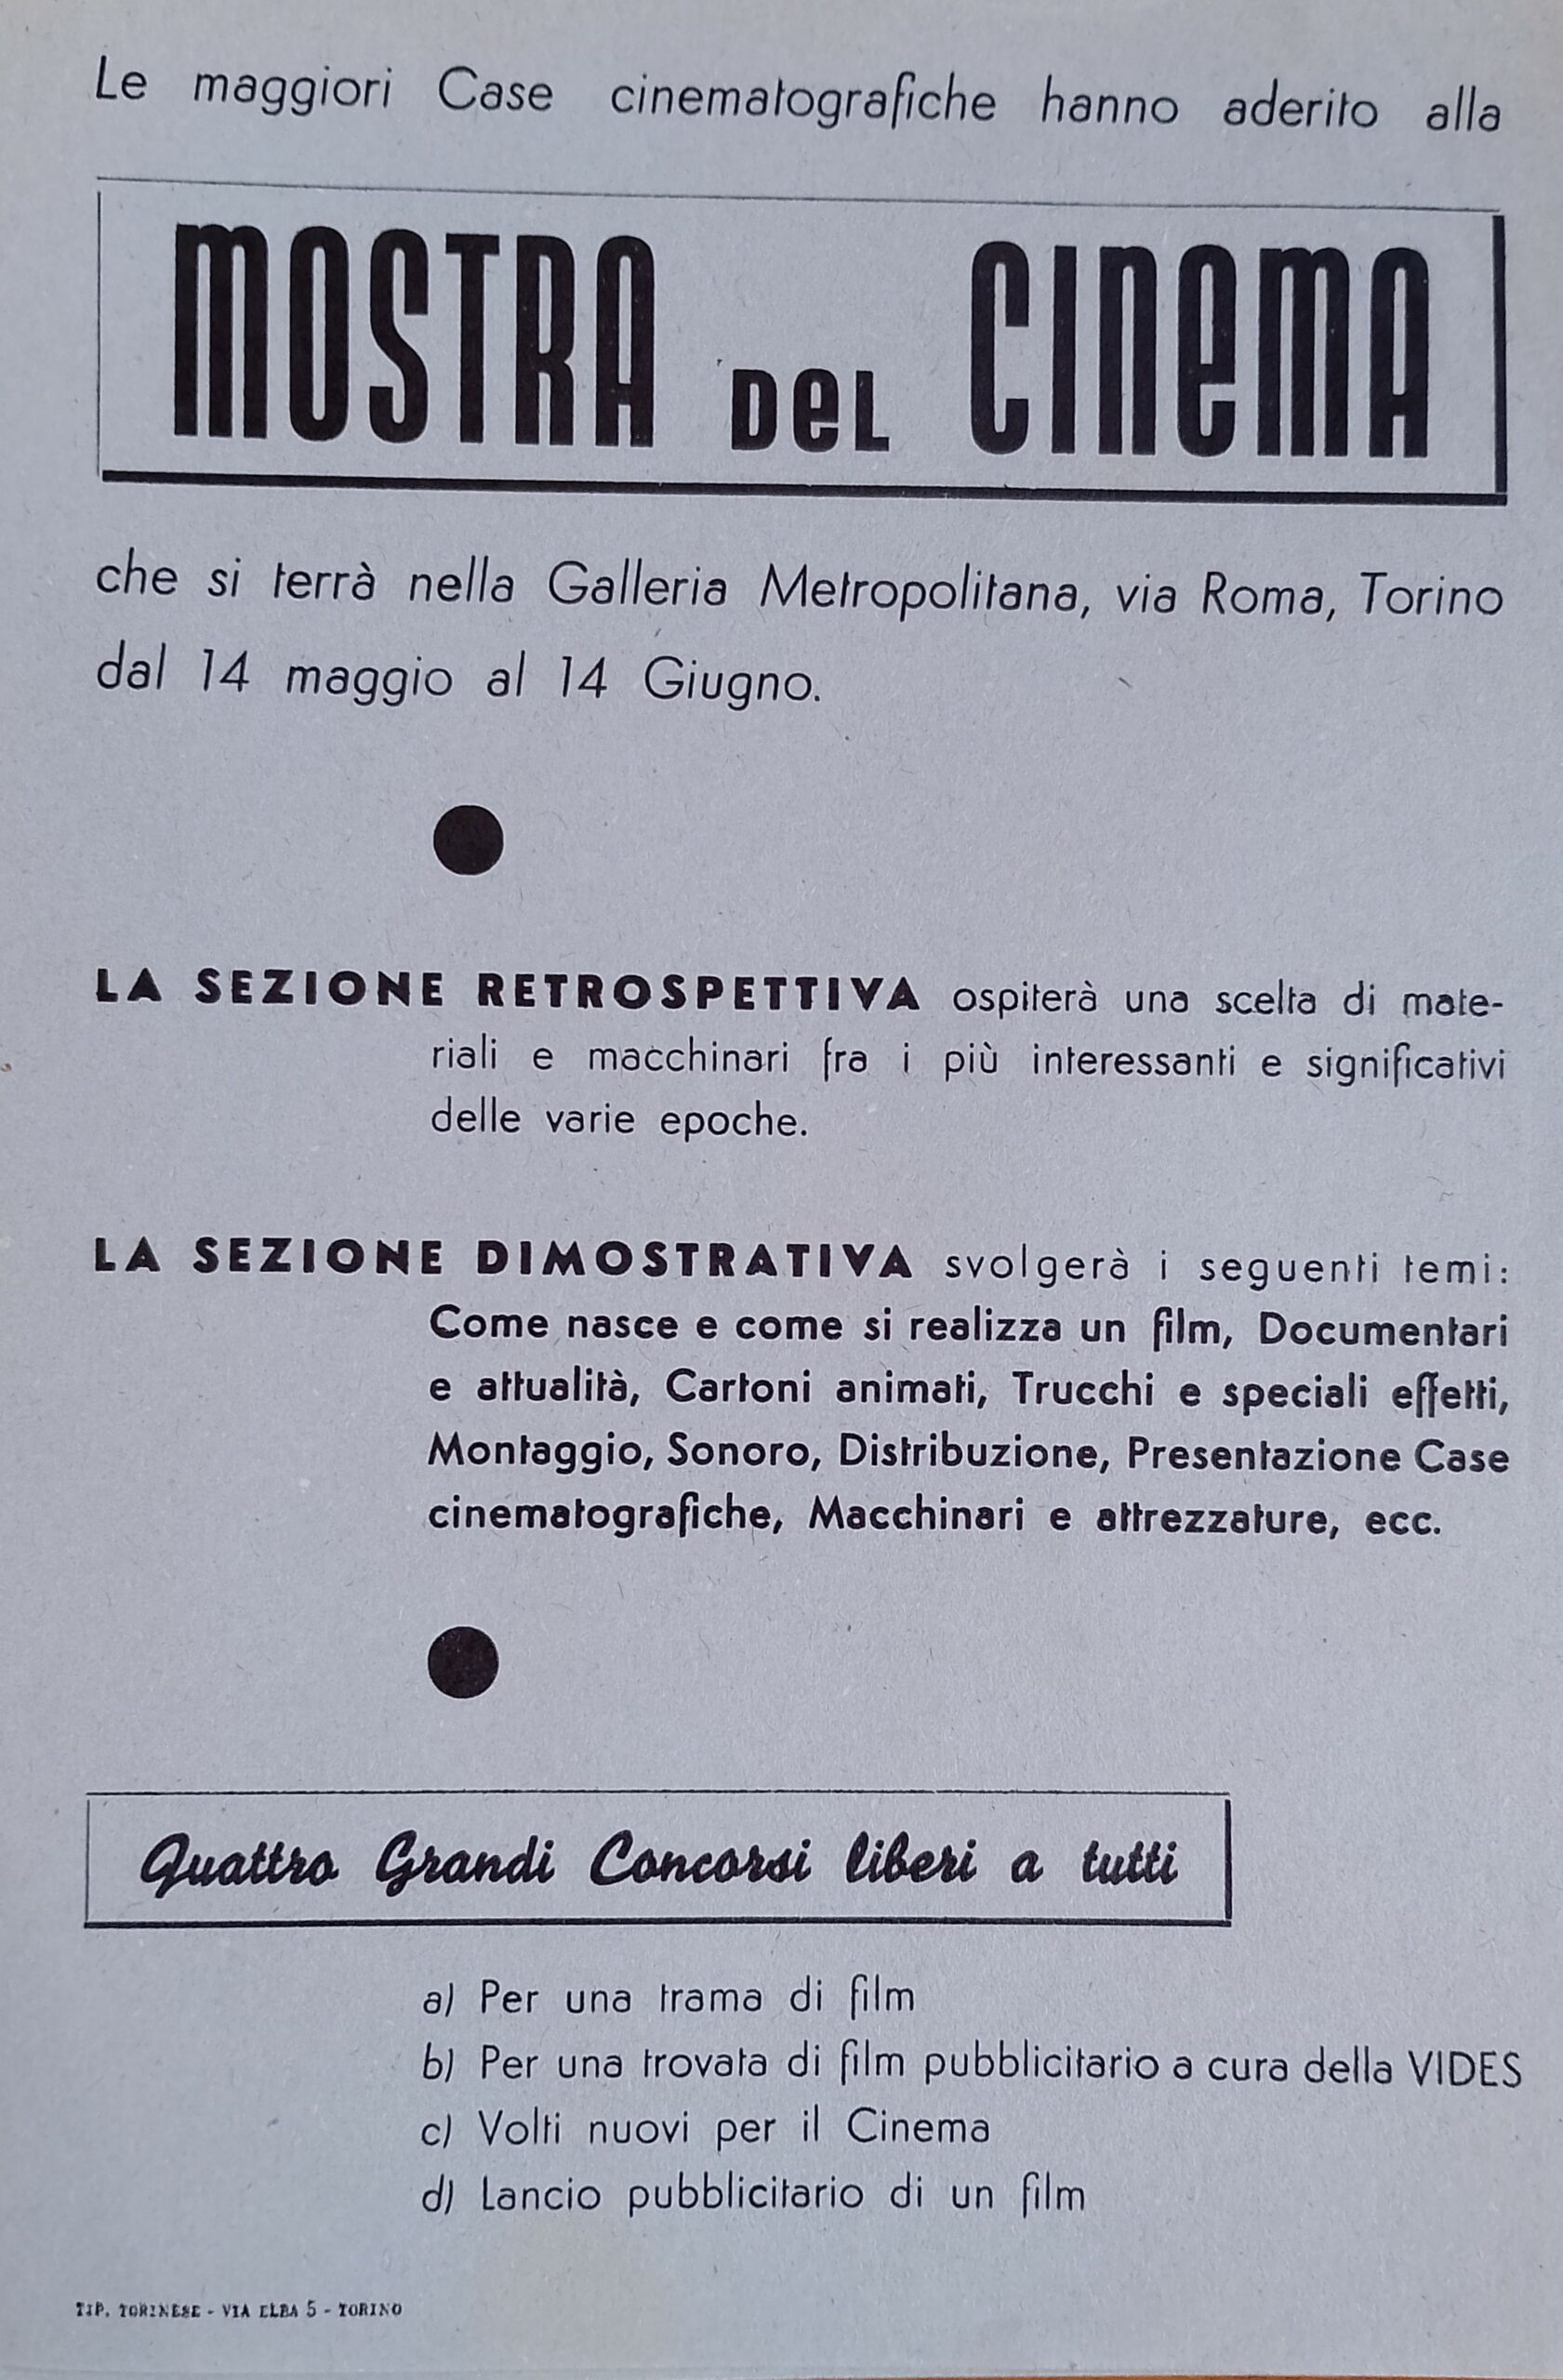 Le maggiori Case cinematografiche hanno aderito alla
MOSTRA DEL CINEMA
che si terrà nella Galleria Metropolitana, via Roma, Torino
dal 14 maggio al 14 Giugno.
LA SEZIONE RETROSPETTIVA ospiterà una scelta di mate-
riali e macchinari fra i più interessanti e significativi
delle varie epoche.
LA SEZIONE DIMOSTRATIVA svolgerà i seguenti temi:
Come nasce e come si realizza un film, Documentari
e attualità, Cartoni animati, Trucchi e speciali effetti,
Montaggio, Sonoro, Distribuzione, Presentazione Case
cinematografiche, Macchinari e attrezzature, ecc.
Quattro Grandi Concorsi liberi a tutti
a) Per una trama di film
b) Per una trovata di film pubblicitario a cura della VIDES
c) Volti nuovi per il Cinema
d) Lancio pubblicitario di un film
TIP. TORINESE - VIA ELBA 5 - TORINO